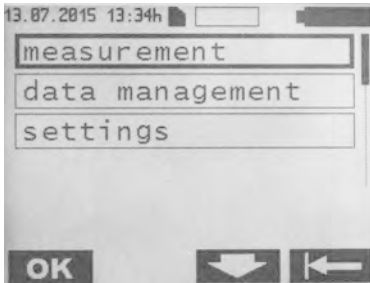 13.07.2015 13:34h
measurement
data management
settings
OK